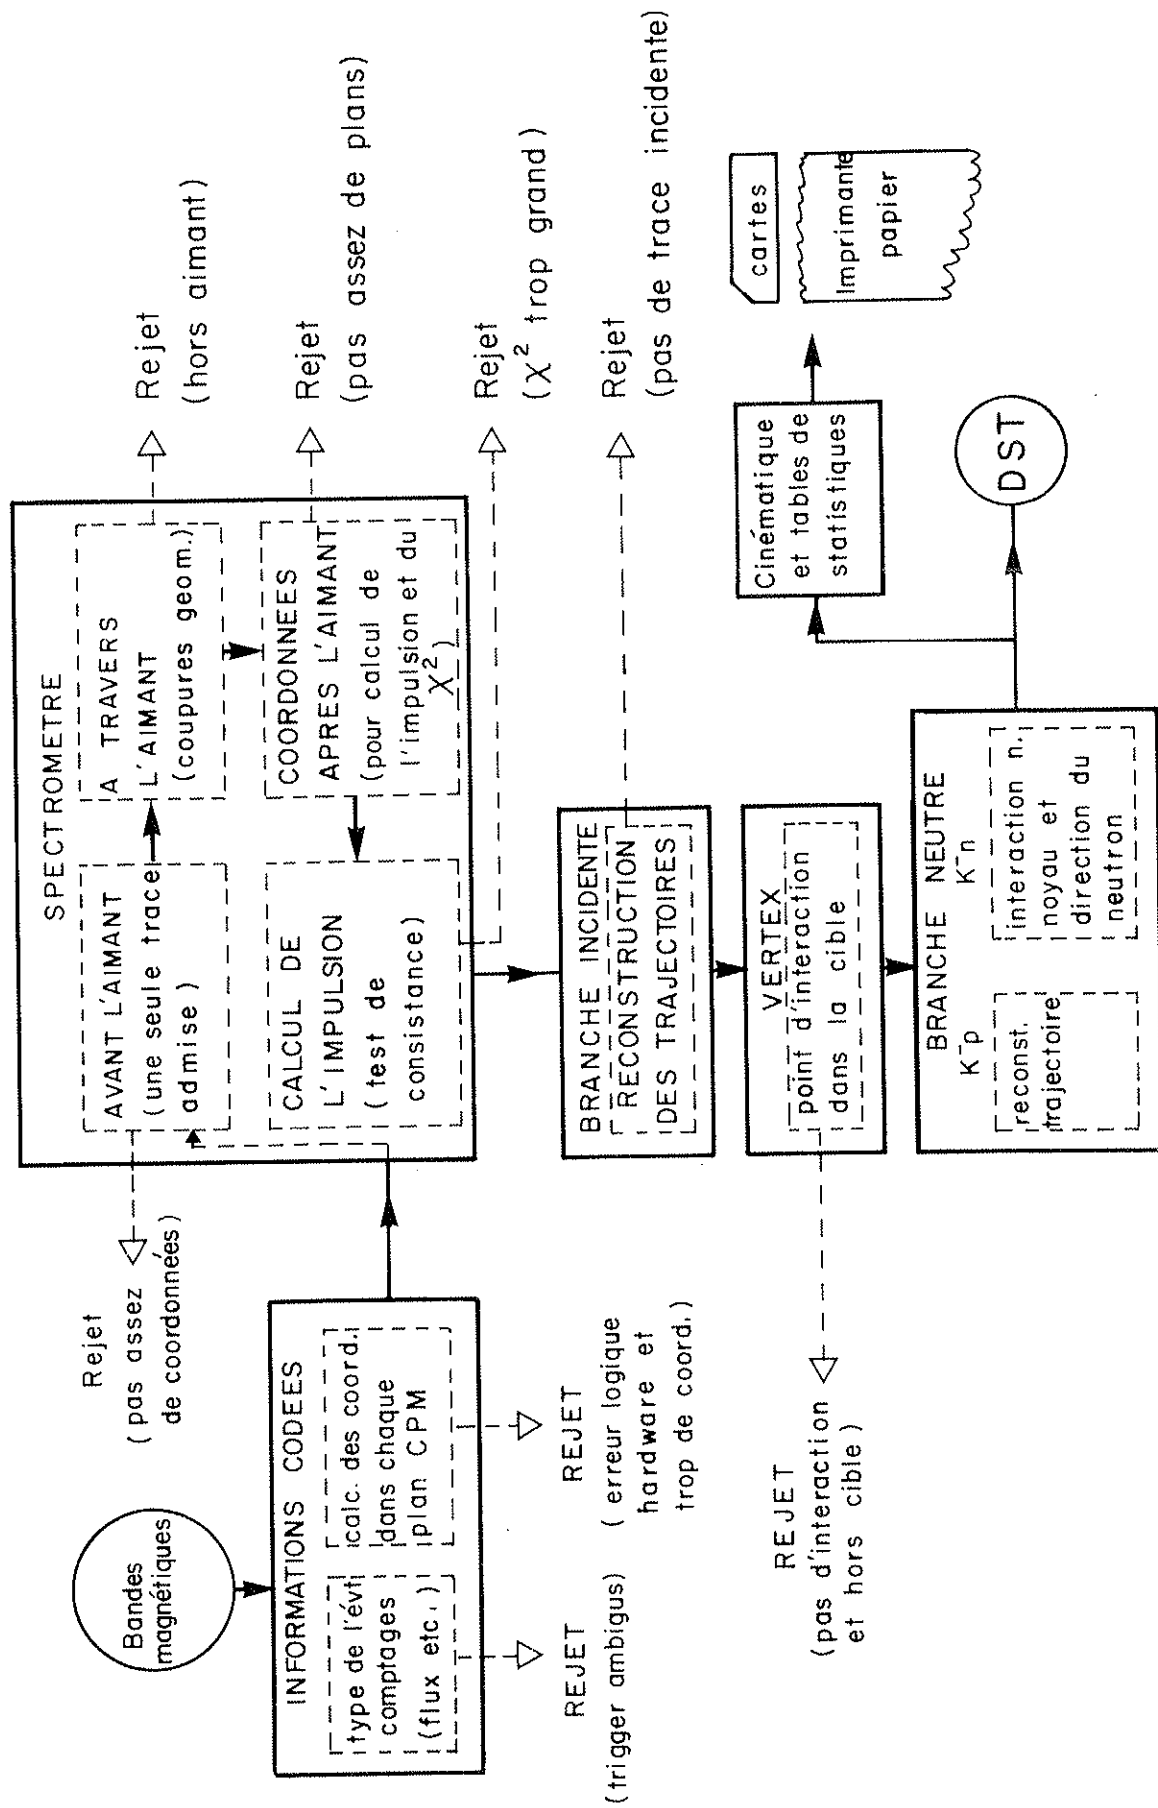 Bandes
magnétiques
INFORMATIONS CODEES
type de l'évt
comptages
(flux etc.)
calc. des coord.
dans chaque
plan CPM
REJET
(trigger ambigus)
REJET
(erreur logique
hardware et
trop de coord.)
Rejet
(pas assez
de coordonnées)
SPECTROMETRE
AVANT L'AIMANT
(une seule trace
admise)
A TRAVERS
L'AIMANT
(coupures geom.)
Rejet
(hors aimant)
COORDONNEES
APRES L'AIMANT
(pour calcul de
l'impulsion et du
χ²)
Rejet
(pas assez de plans)
CALCUL DE
L'IMPULSION
(test de
consistance)
Rejet
(χ² trop grand)
BRANCHE INCIDENTE
RECONSTRUCTION
DES TRAJECTOIRES
Rejet
(pas de trace incidente)
VERTEX
point d'interaction
dans la cible
REJET
(pas d'interaction
et hors cible)
BRANCHE NEUTRE
K⁻p
reconst.
trajectoire
K⁻n
interaction n.
noyau et
direction du
neutron
Cinématique
et tables de
statistiques
cartes
Imprimante
papier
DST